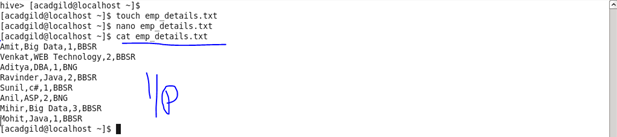 hive> [acadgild@localhost ~]$
[acadgild@localhost ~]$ touch emp_details.txt
[acadgild@localhost ~]$ nano emp_details.txt
[acadgild@localhost ~]$ cat emp_details.txt
Amit,Big Data,1,BBSR
Venkat,WEB Technology,2,BBSR
Aditya,DBA,1,BNG
Ravinder,Java,2,BBSR
Sunil,c#,1,BBSR
Anil,ASP,2,BNG
Mihir,Big Data,3,BBSR
Mohit,Java,1,BBSR
[acadgild@localhost ~]$
I/P